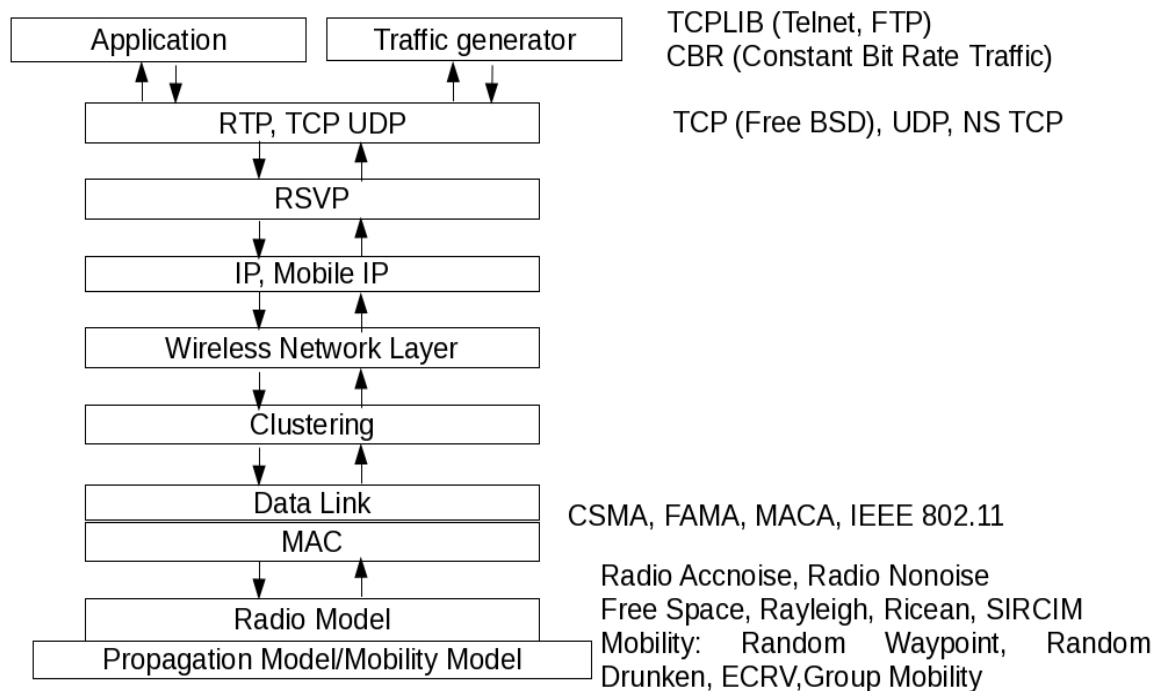 Application
Traffic generator
TCPLIB (Telnet, FTP)
CBR (Constant Bit Rate Traffic)
RTP, TCP UDP
TCP (Free BSD), UDP, NS TCP
RSVP
IP, Mobile IP
Wireless Network Layer
Clustering
Data Link
CSMA, FAMA, MACA, IEEE 802.11
MAC
Radio Accnoise, Radio Nonoise
Free Space, Rayleigh, Ricean, SIRCIM
Radio Model
Mobility: Random Waypoint, Random
Drunken, ECRV,Group Mobility
Propagation Model/Mobility Model